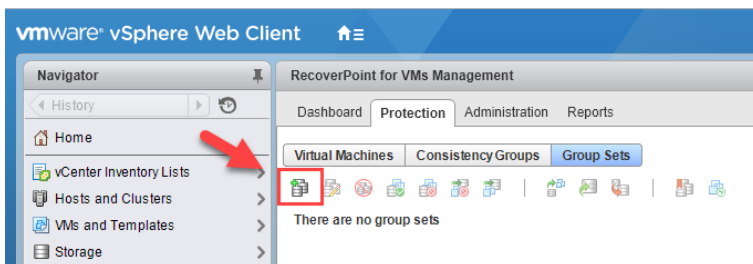 vmware® vSphere Web Client
Navigator
History
Home
vCenter Inventory Lists
Hosts and Clusters
VMs and Templates
Storage
RecoverPoint for VMs Management
Dashboard Protection Administration Reports
Virtual Machines Consistency Groups Group Sets
There are no group sets